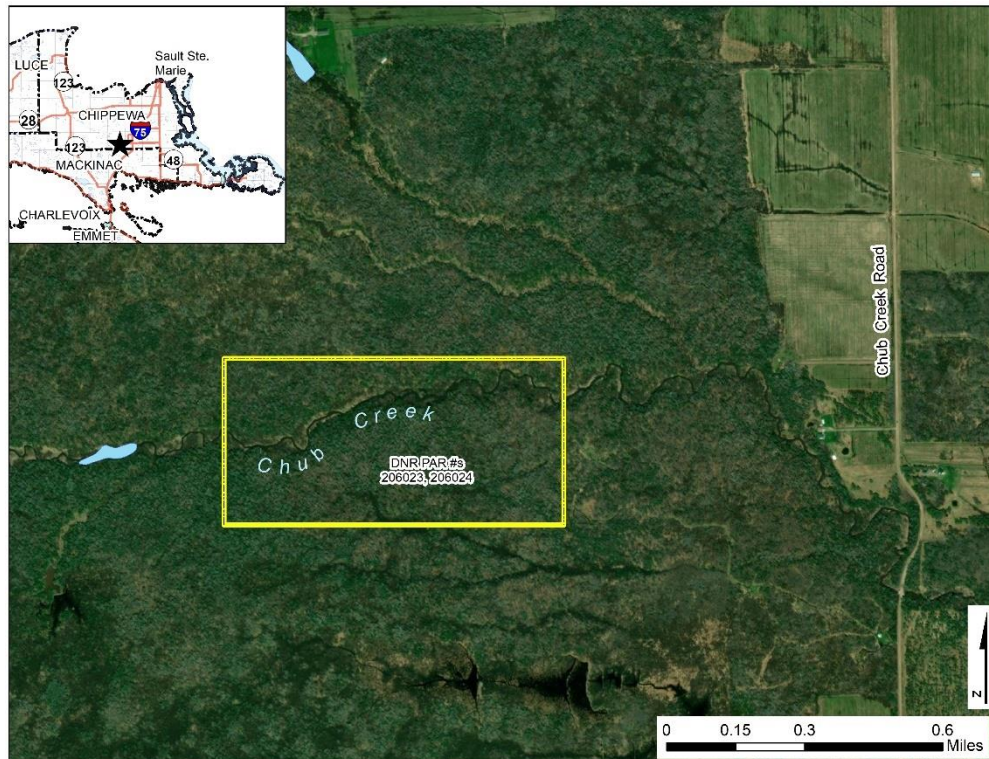 Sault Ste.
Marie
LUCE
123
CHIPPEWA
28
75
123
MACKINAC
48
CHARLEVOIX
EMMET
Chub Creek Road
Chub Creek
DNR PAR #s
206023, 206024
N
0 0.15 0.3 0.6
Miles